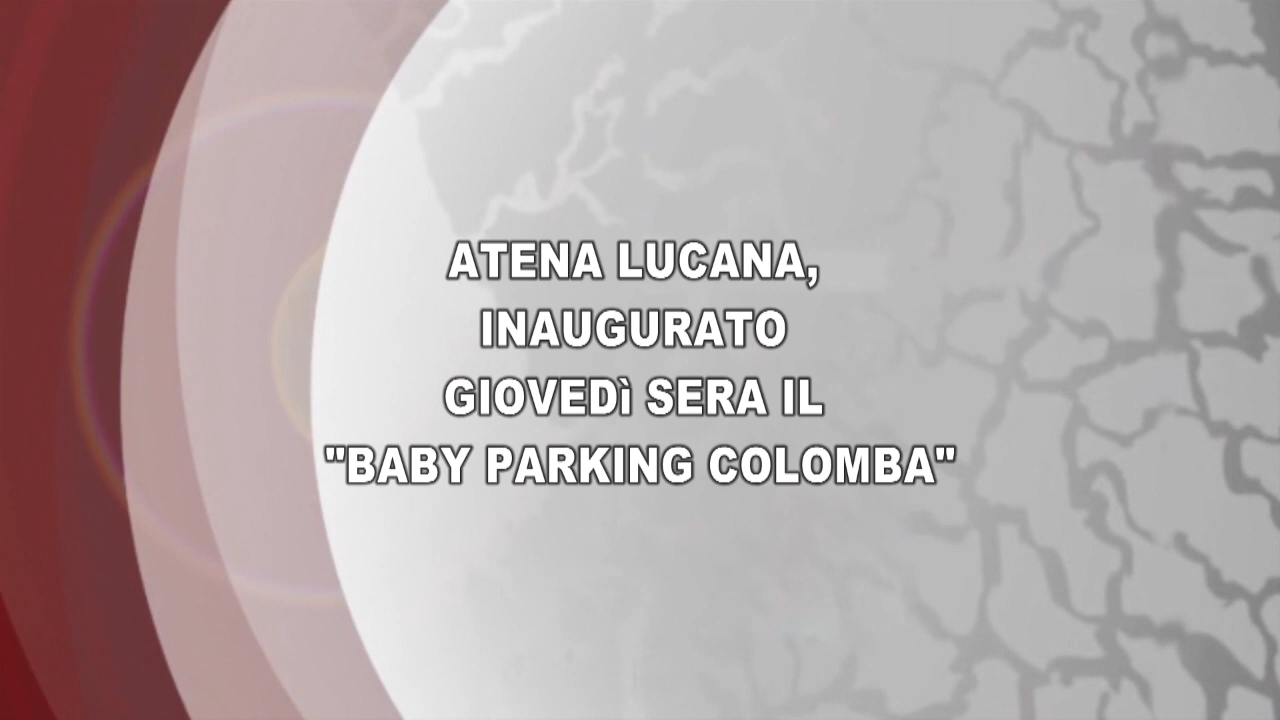 ATENA LUCANA,
INAUGURATO
GIOVEDì SERA IL
"BABY PARKING COLOMBA"